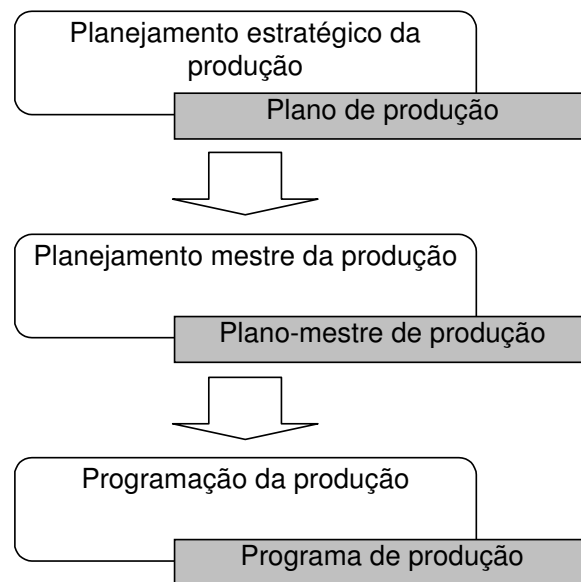 Planejamento estratégico da
produção
Plano de produção
Planejamento mestre da produção
Plano-mestre de produção
Programação da produção
Programa de produção